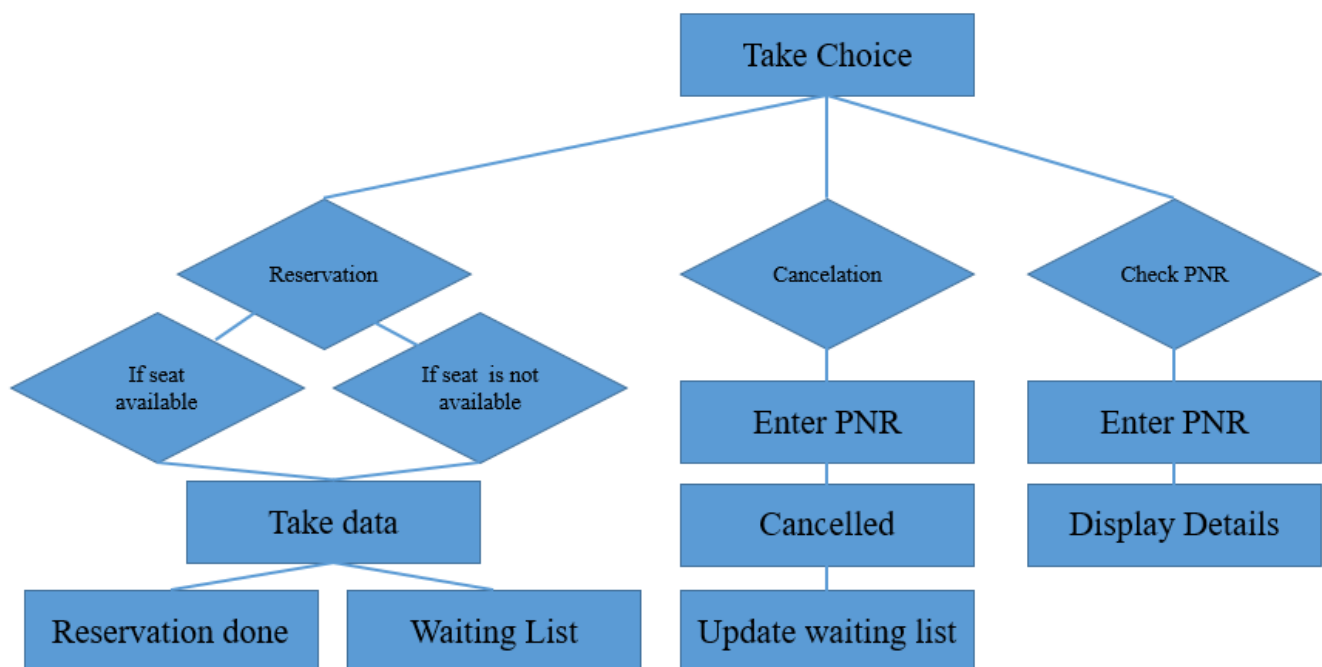 Take Choice
Reservation
Cancelation
Check PNR
If seat
available
If seat  is not
available
Enter PNR
Enter PNR
Take data
Cancelled
Display Details
Reservation done
Waiting List
Update waiting list